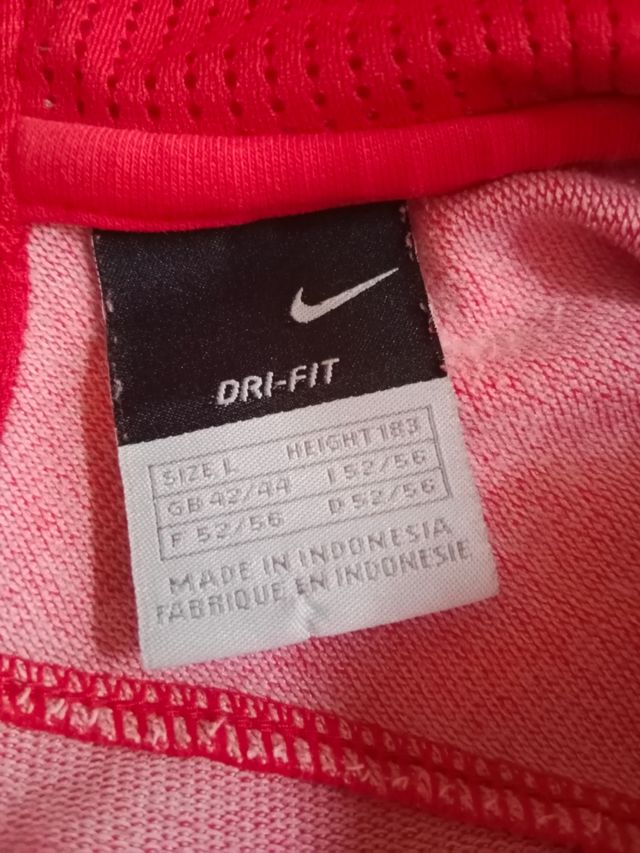 DRI-FIT
SIZE L HEIGHT 183
GB 42/44 I 52/56
F 52/56 D 52/56
MADE IN INDONESIA
FABRIQUE EN INDONESIE